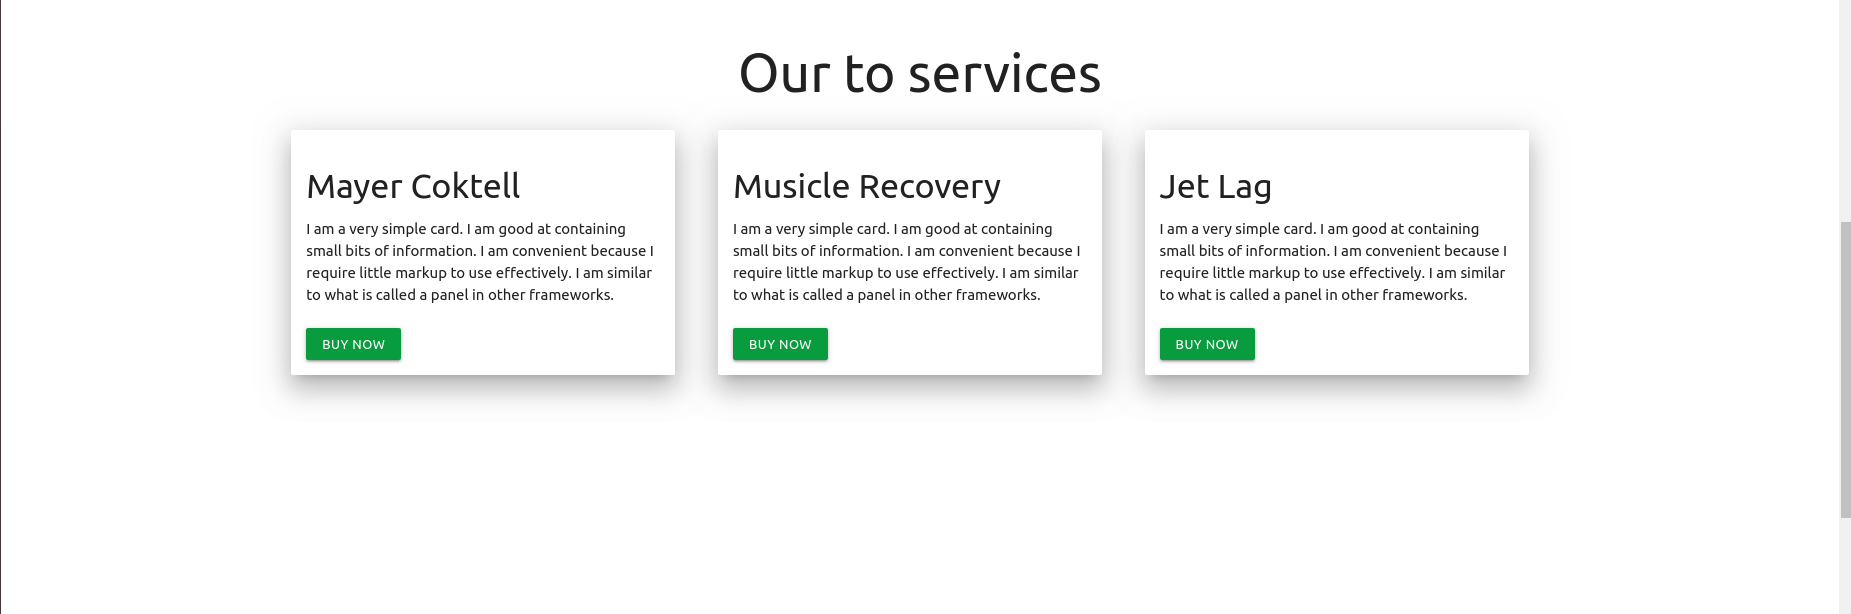 Our to services
Mayer Coktell
I am a very simple card. I am good at containing
small bits of information. I am convenient because I
require little markup to use effectively. I am similar
to what is called a panel in other frameworks.
BUY NOW
Musicle Recovery
I am a very simple card. I am good at containing
small bits of information. I am convenient because I
require little markup to use effectively. I am similar
to what is called a panel in other frameworks.
BUY NOW
Jet Lag
I am a very simple card. I am good at containing
small bits of information. I am convenient because I
require little markup to use effectively. I am similar
to what is called a panel in other frameworks.
BUY NOW